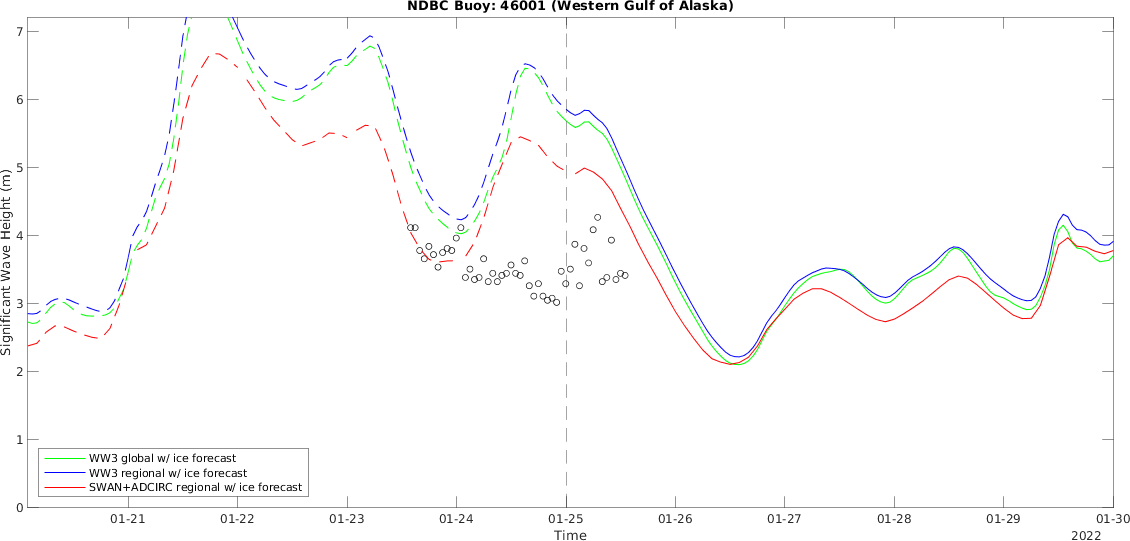 NDBC Buoy: 46001 (Western Gulf of Alaska)
Significant Wave Height (m)
7
6
5
4
3
2
1
0
WW3 global w/ ice forecast
WW3 regional w/ ice forecast
SWAN+ADCIRC regional w/ ice forecast
01-21 01-22 01-23 01-24 01-25 01-26 01-27 01-28 01-29 01-30
Time
2022